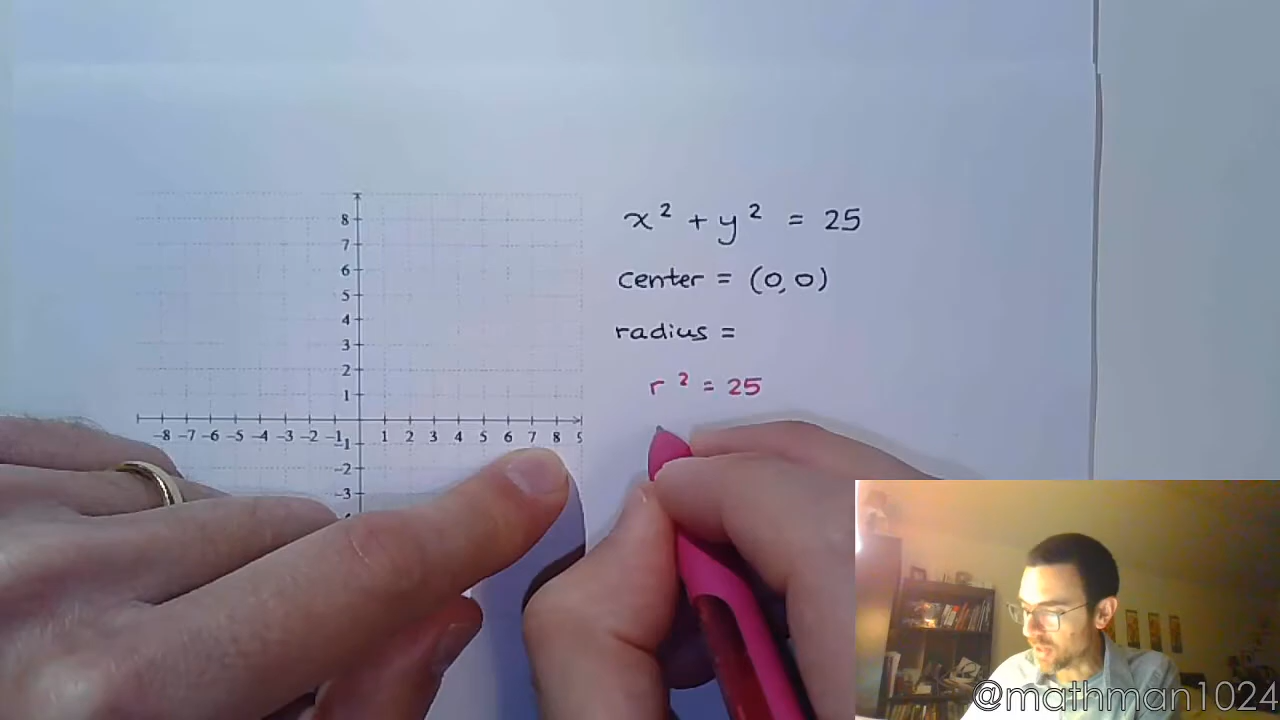 x² + y² = 25
center = (0,0)
radius =
r² = 25
8
7
6
5
4
3
2
1
-8 -7 -6 -5 -4 -3 -2 -1 1 2 3 4 5 6 7 8
-1
-2
-3
@mathman1024